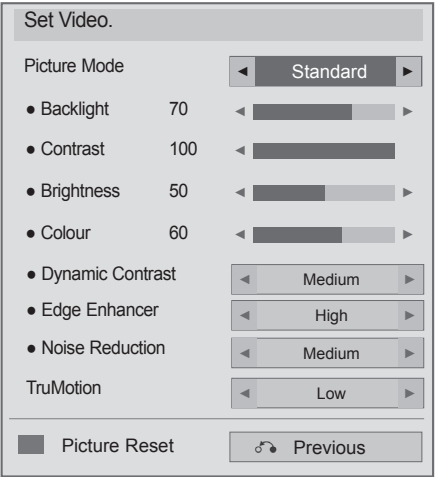 Set Video.
Picture Mode ◄ Standard ►
● Backlight 70 ◄ ►
● Contrast 100 ◄
● Brightness 50 ◄ ►
● Colour 60 ◄ ►
● Dynamic Contrast ◄ Medium ►
● Edge Enhancer ◄ High ►
● Noise Reduction ◄ Medium ►
TruMotion ◄ Low ►
Picture Reset Previous